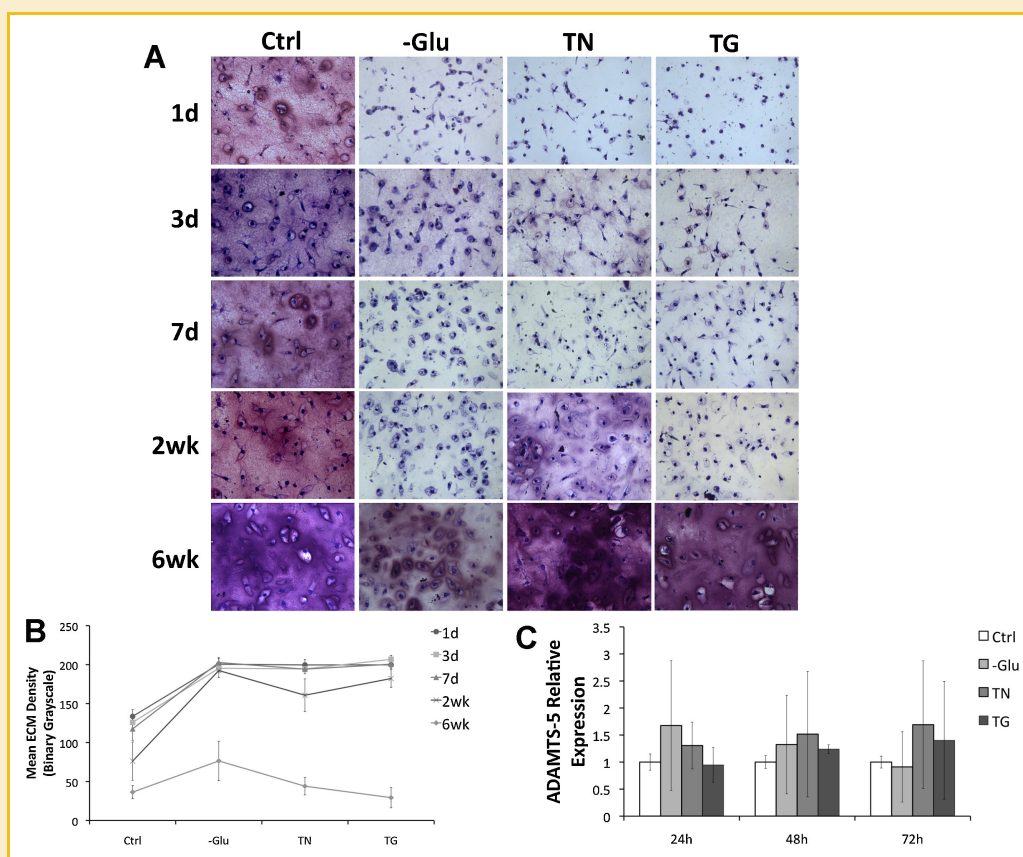 A
Ctrl -Glu TN TG
1d
3d
7d
2wk
6wk
B
Mean ECM Density
(Binary Grayscale)
250
200
150
100
50
0
Ctrl -Glu TN TG
1d
3d
7d
2wk
6wk
C
ADAMTS-5 Relative
Expression
3.5
3
2.5
2
1.5
1
0.5
0
24h 48h 72h
Ctrl
-Glu
TN
TG